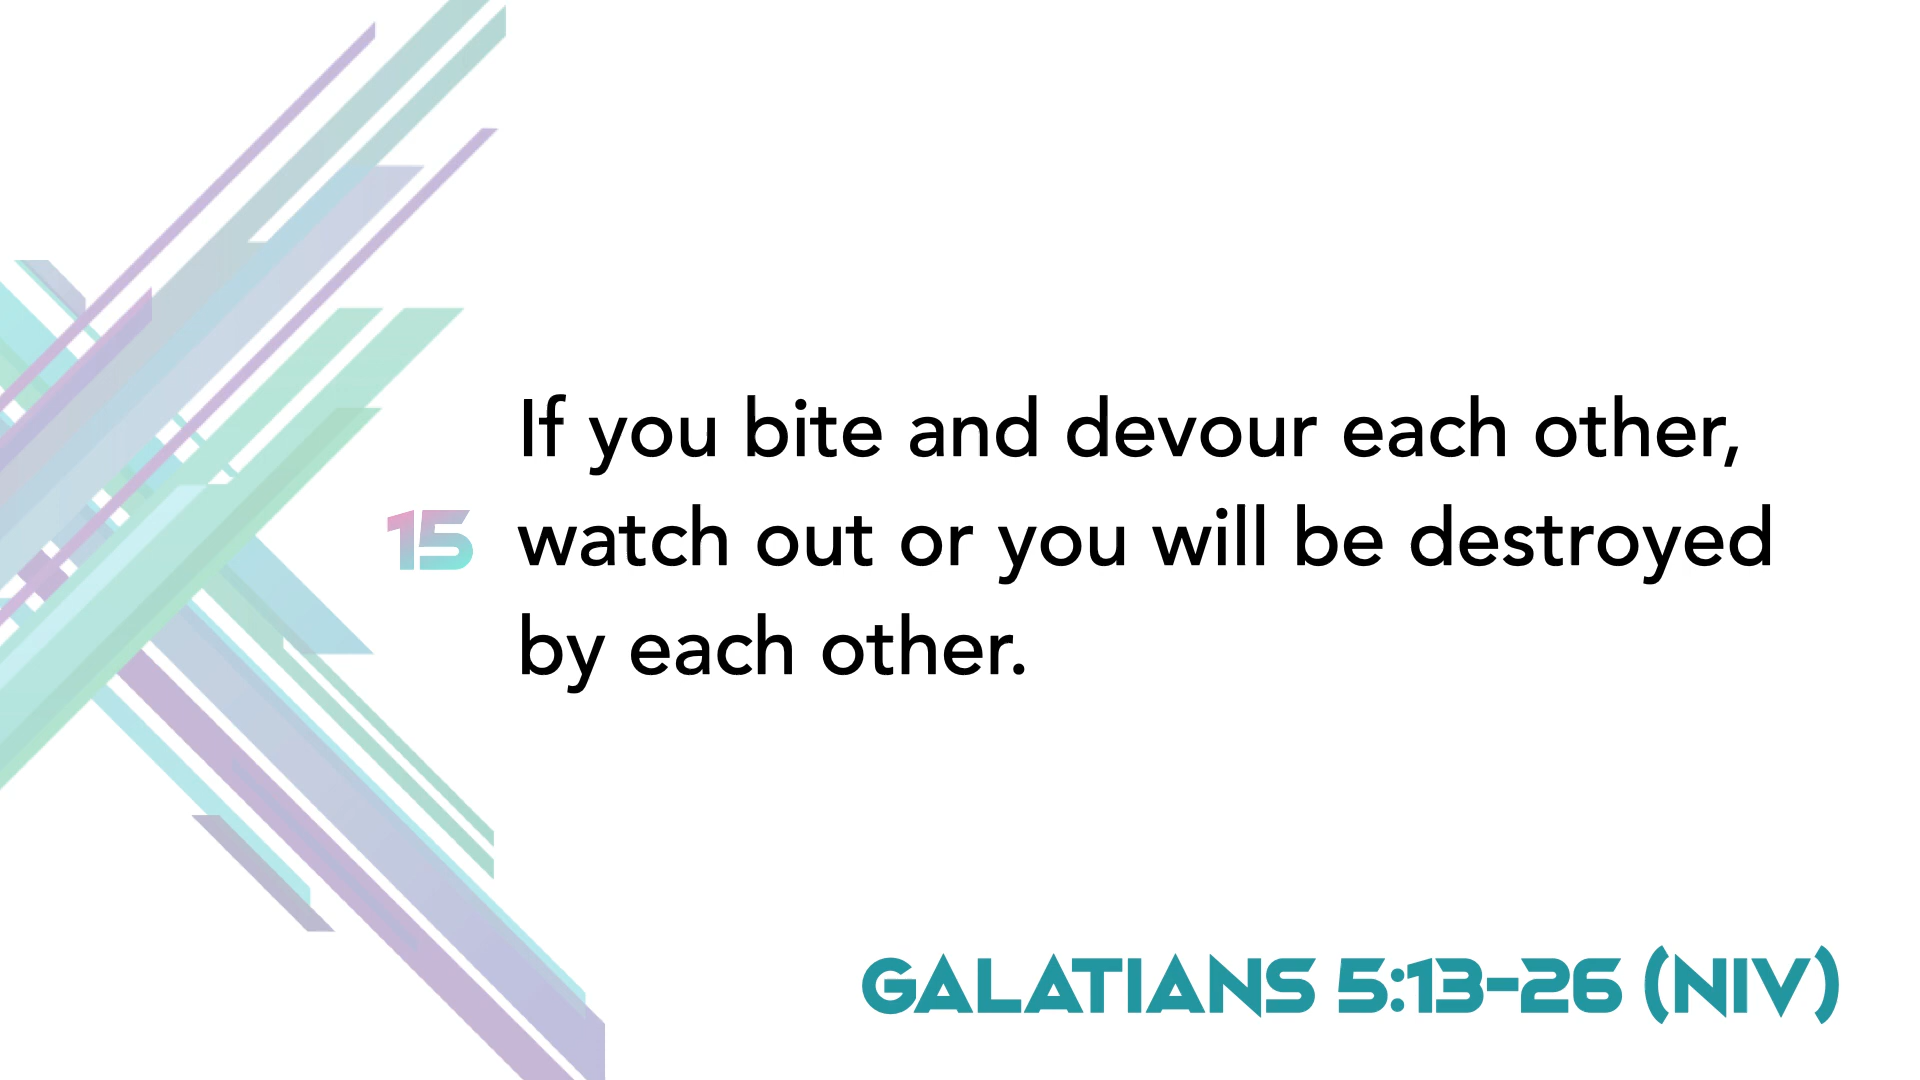 If you bite and devour each other,
15 watch out or you will be destroyed
by each other.
GALATIANS 5:13-26 (NIV)